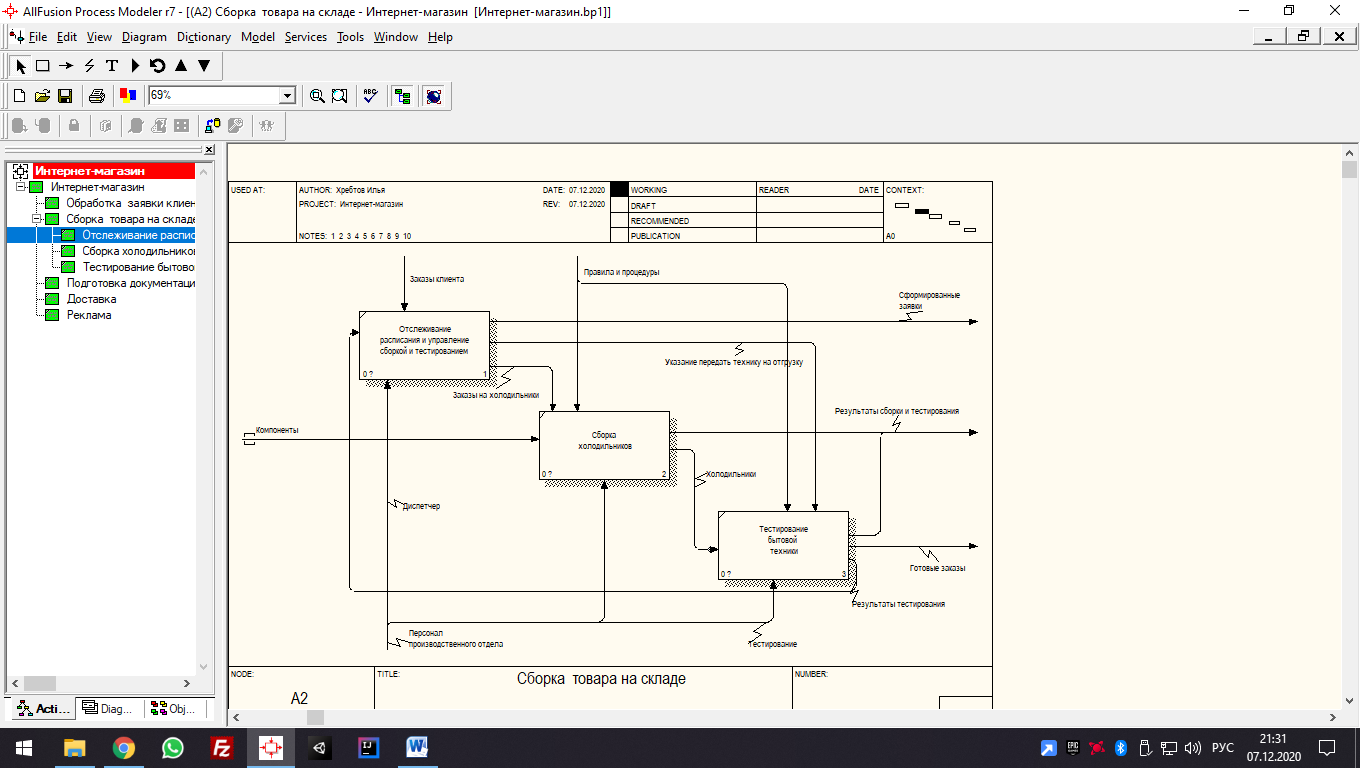 AllFusion Process Modeler r7 - [(A2) Сборка товара на складе - Интернет-магазин [Интернет-магазин.bp1]]
File Edit View Diagram Dictionary Model Services Tools Window Help
69%
ABC
Интернет-магазин
Интернет-магазин
Обработка заявки клиен
Сборка товара на складе
Отслеживание распис
Сборка холодильников
Тестирование бытово
Подготовка документаци
Доставка
Реклама
Acti... Diag... Obj...
USED AT:
AUTHOR: Хребтов Илья
DATE: 07.12.2020
PROJECT: Интернет-магазин
REV: 07.12.2020
NOTES: 1 2 3 4 5 6 7 8 9 10
WORKING
DRAFT
RECOMMENDED
PUBLICATION
READER DATE
CONTEXT:
A0
Заказы клиента
Правила и процедуры
Сформированные
заявки
Отслеживание
расписания и управление
сборкой и тестированием
0 ? 1
Указание передать технику на отгрузку
Заказы на холодильники
Результаты сборки и тестирования
Компоненты
Сборка
холодильников
0 ? 2
Холодильники
Диспетчер
Тестирование
бытовой
техники
0 ? 3
Готовые заказы
Результаты тестирования
Персонал
производственного отдела
Тестирование
NODE:
A2
TITLE:
Сборка товара на складе
NUMBER:
РУС
21:31
07.12.2020